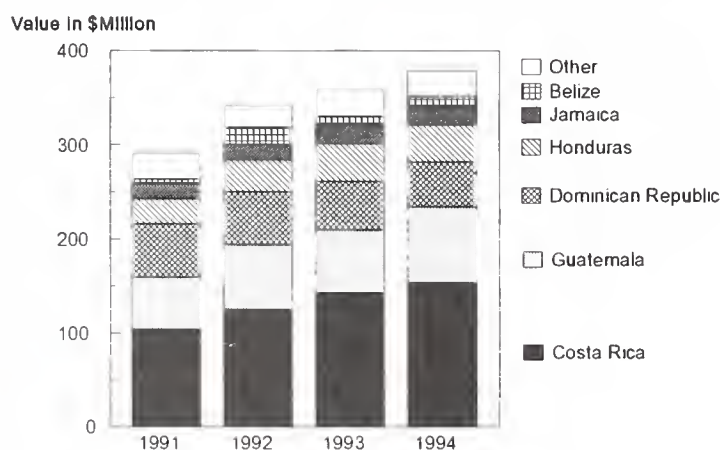 Value in $Million
400
300
200
100
0
1991 1992 1993 1994
Other
Belize
Jamaica
Honduras
Dominican Republic
Guatemala
Costa Rica